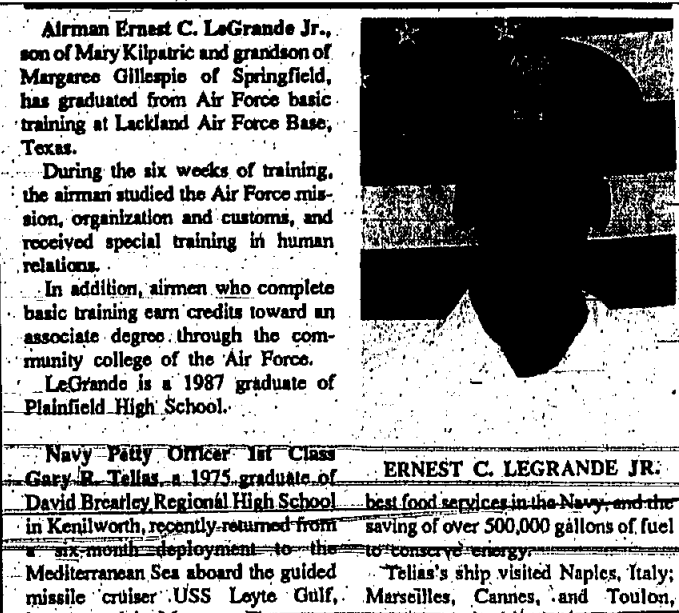 Airman Ernest C. LeGrande Jr.,
son of Mary Kilpatric and grandson of
Margaree Gillespie of Springfield,
has graduated from Air Force basic
training at Lackland Air Force Base,
Texas.
During the six weeks of training,
the airman studied the Air Force mis-
sion, organization and customs, and
received special training in human
relations.
In addition, airmen who complete
basic training earn credits toward an
associate degree through the com-
munity college of the Air Force.
LeGrande is a 1987 graduate of
Plainfield High School.
Navy Petty Officer 1st Class
Gary R. Telias, a 1975 graduate of
David Brearley Regional High School
in Kenilworth, recently returned from
a six-month deployment to the
Mediterranean Sea aboard the guided
missile cruiser USS Leyte Gulf,
ERNEST C. LEGRANDE JR.
best food services in the Navy, and the
saving of over 500,000 gallons of fuel
to conserve energy.
Telias's ship visited Naples, Italy;
Marseilles, Cannes, and Toulon,